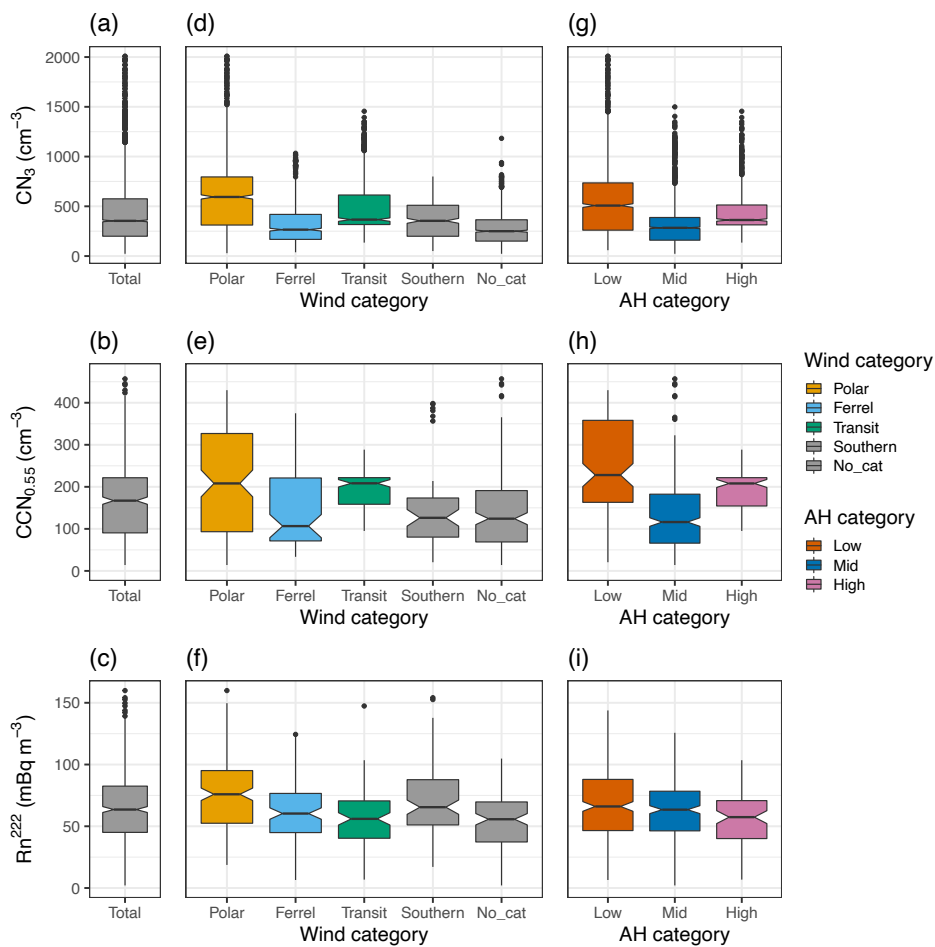 (a) (d) (g)
CN₃ (cm⁻³)
2000
1500
1000
500
0
Total Polar Ferrel Transit Southern No_cat Low Mid High
Wind category AH category
(b) (e) (h)
CCN₀.₅₅ (cm⁻³)
400
300
200
100
0
Total Polar Ferrel Transit Southern No_cat Low Mid High
Wind category AH category
Wind category
Polar
Ferrel
Transit
Southern
No_cat
AH category
Low
Mid
High
(c) (f) (i)
Rn²²² (mBq m⁻³)
150
100
50
0
Total Polar Ferrel Transit Southern No_cat Low Mid High
Wind category AH category